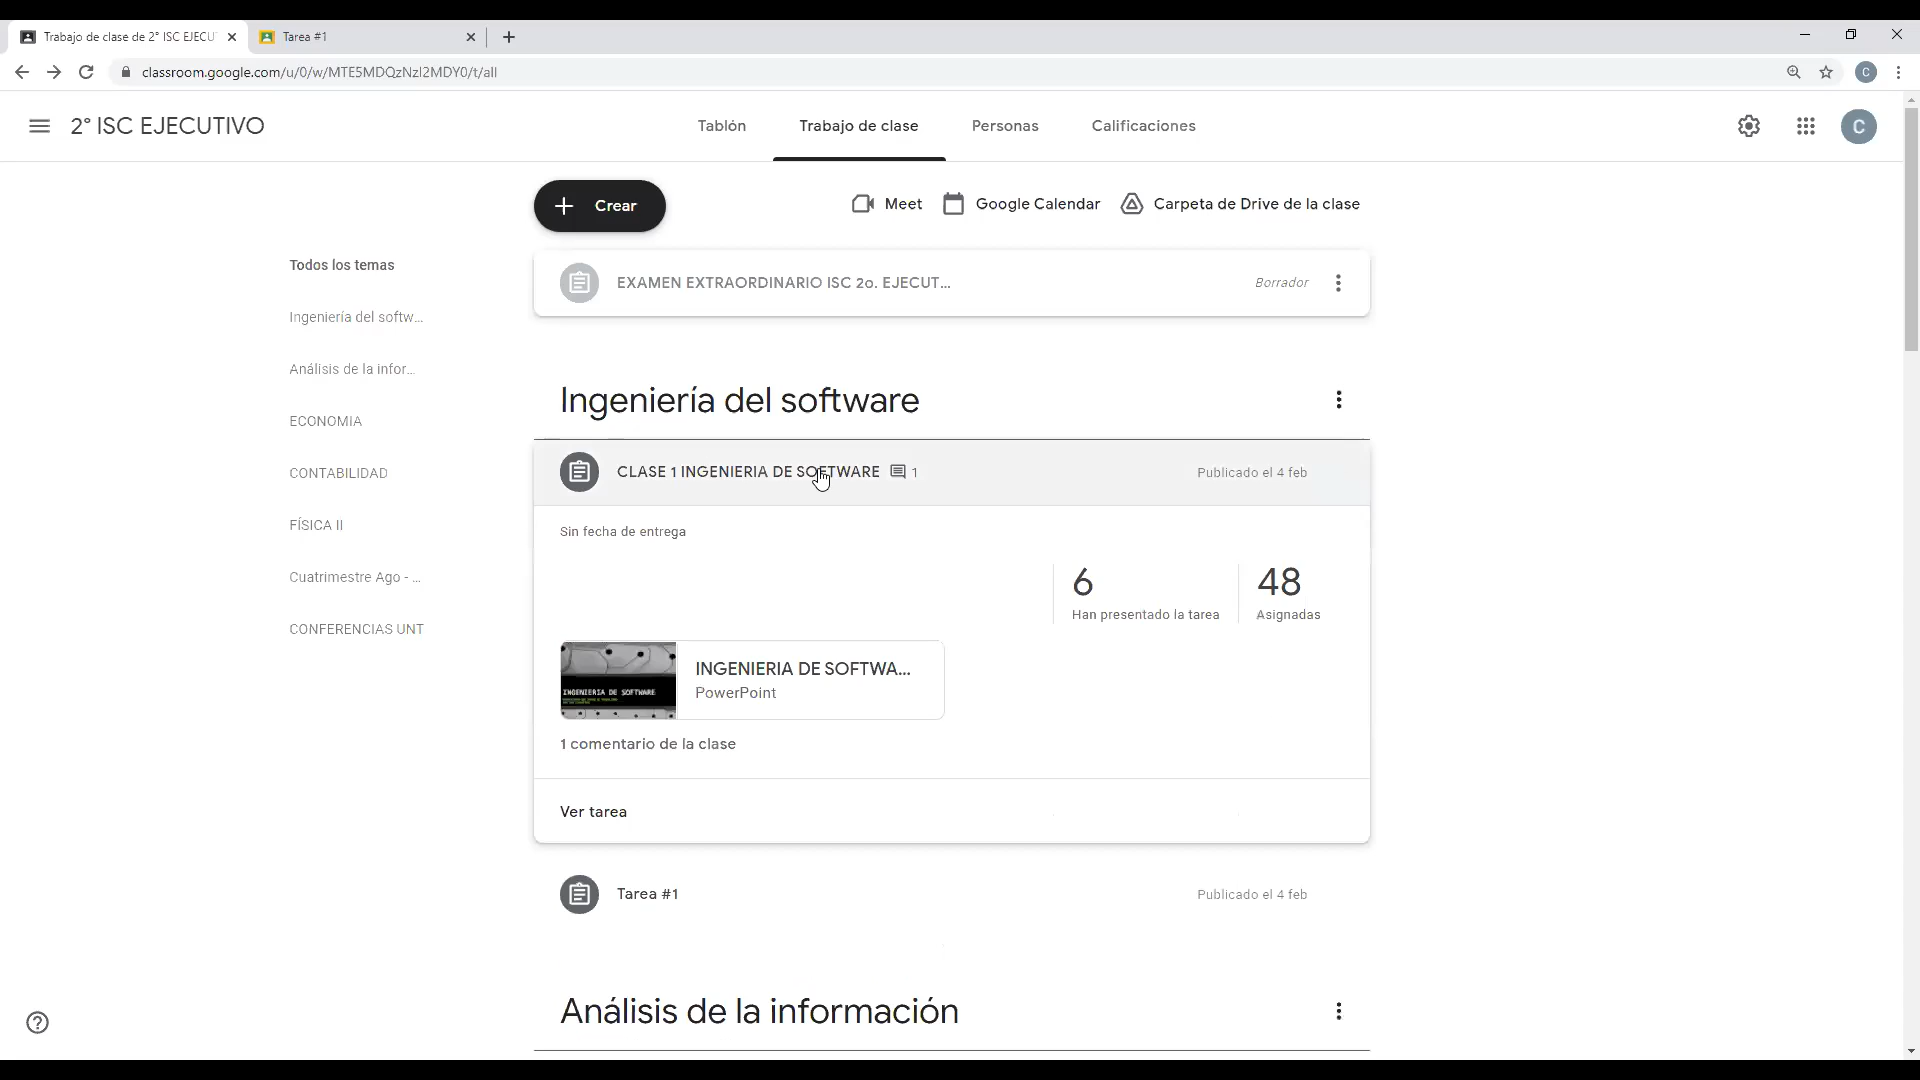 Trabajo de clase de 2° ISC EJECU
Tarea #1
classroom.google.com/u/0/w/MTE5MDQzNzI2MDY0/t/all
C
2° ISC EJECUTIVO
Tablón
Trabajo de clase
Personas
Calificaciones
C
Crear
Meet
Google Calendar
Carpeta de Drive de la clase
Todos los temas
Ingeniería del softw...
Análisis de la infor...
ECONOMIA
CONTABILIDAD
FÍSICA II
Cuatrimestre Ago - ...
CONFERENCIAS UNT
EXAMEN EXTRAORDINARIO ISC 2o. EJECUT...
Borrador
Ingeniería del software
CLASE 1 INGENIERIA DE SOFTWARE
1
Publicado el 4 feb
Sin fecha de entrega
6
Han presentado la tarea
48
Asignadas
INGENIERIA DE SOFTWARE
INGENIERIA DE SOFTWA...
PowerPoint
1 comentario de la clase
Ver tarea
Tarea #1
Publicado el 4 feb
Análisis de la información